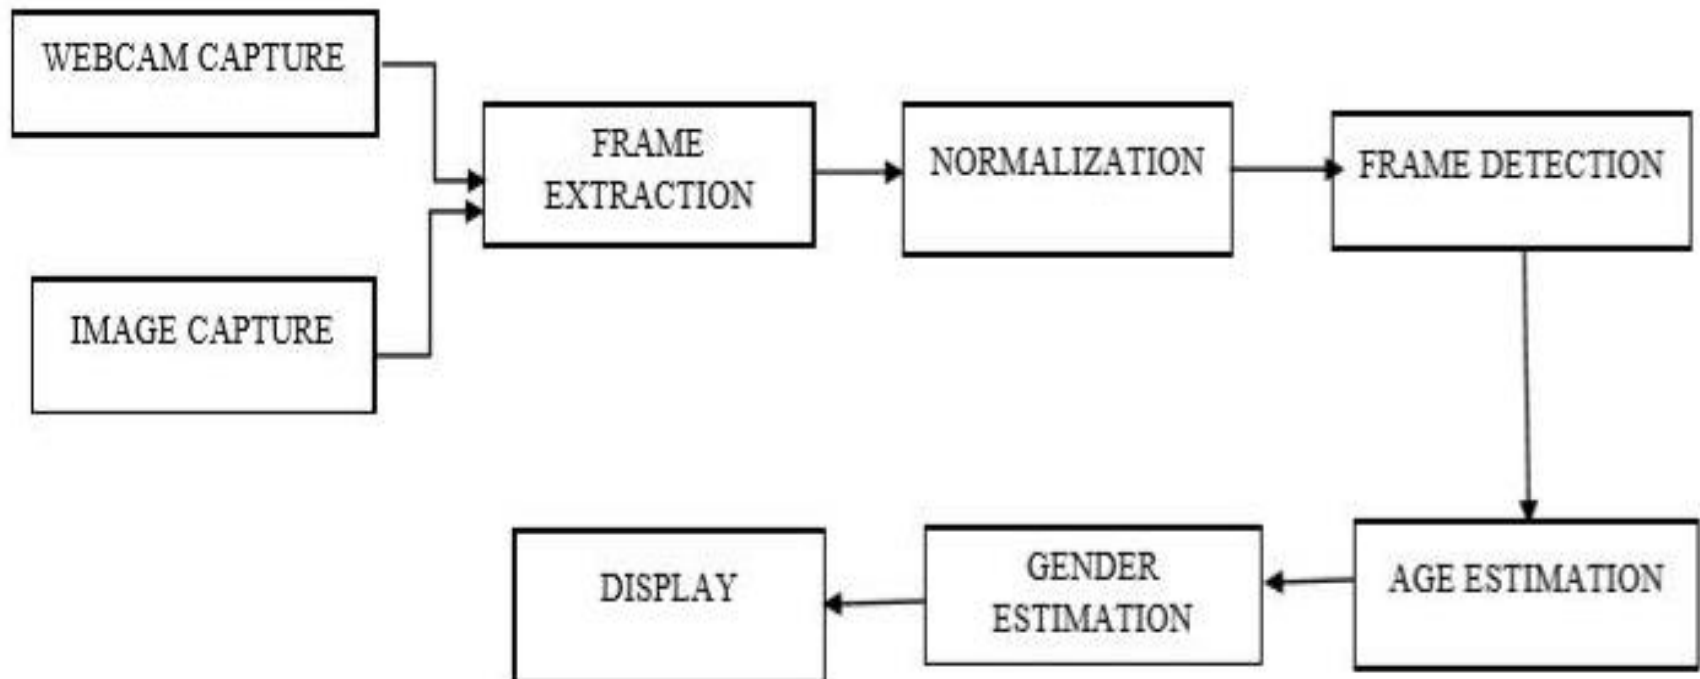 WEBCAM CAPTURE
FRAME
EXTRACTION
NORMALIZATION
FRAME DETECTION
IMAGE CAPTURE
DISPLAY
GENDER
ESTIMATION
AGE ESTIMATION